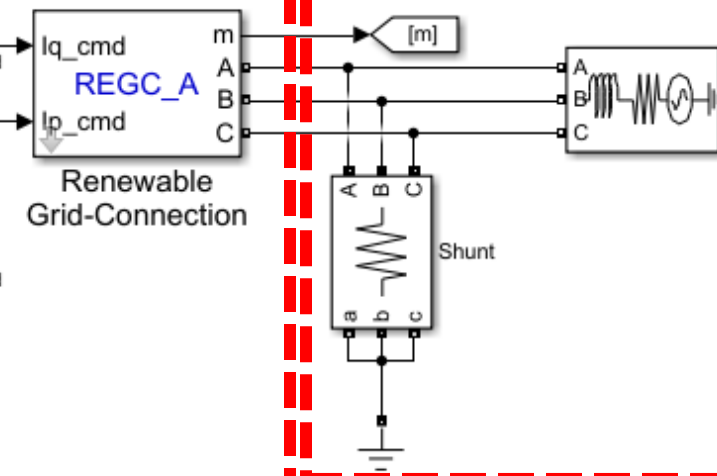 Iq_cmd
REGC_A
Ip_cmd
m
A
B
C
[m]
A
B
C
Renewable
Grid-Connection
A B C
Shunt
a b c